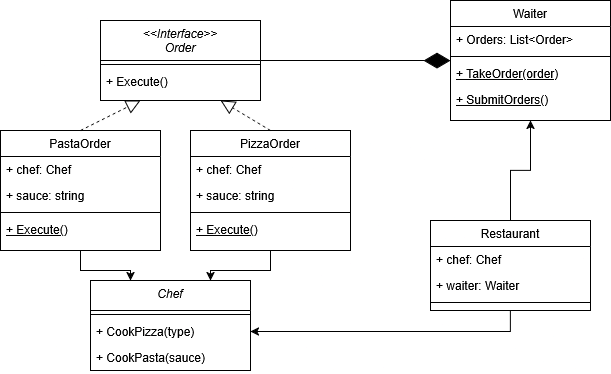 <<Interface>>
Order
+ Execute()
Waiter
+ Orders: List<Order>
+ TakeOrder(order)
+ SubmitOrders()
PastaOrder
+ chef: Chef
+ sauce: string
+ Execute()
PizzaOrder
+ chef: Chef
+ sauce: string
+ Execute()
Restaurant
+ chef: Chef
+ waiter: Waiter
Chef
+ CookPizza(type)
+ CookPasta(sauce)